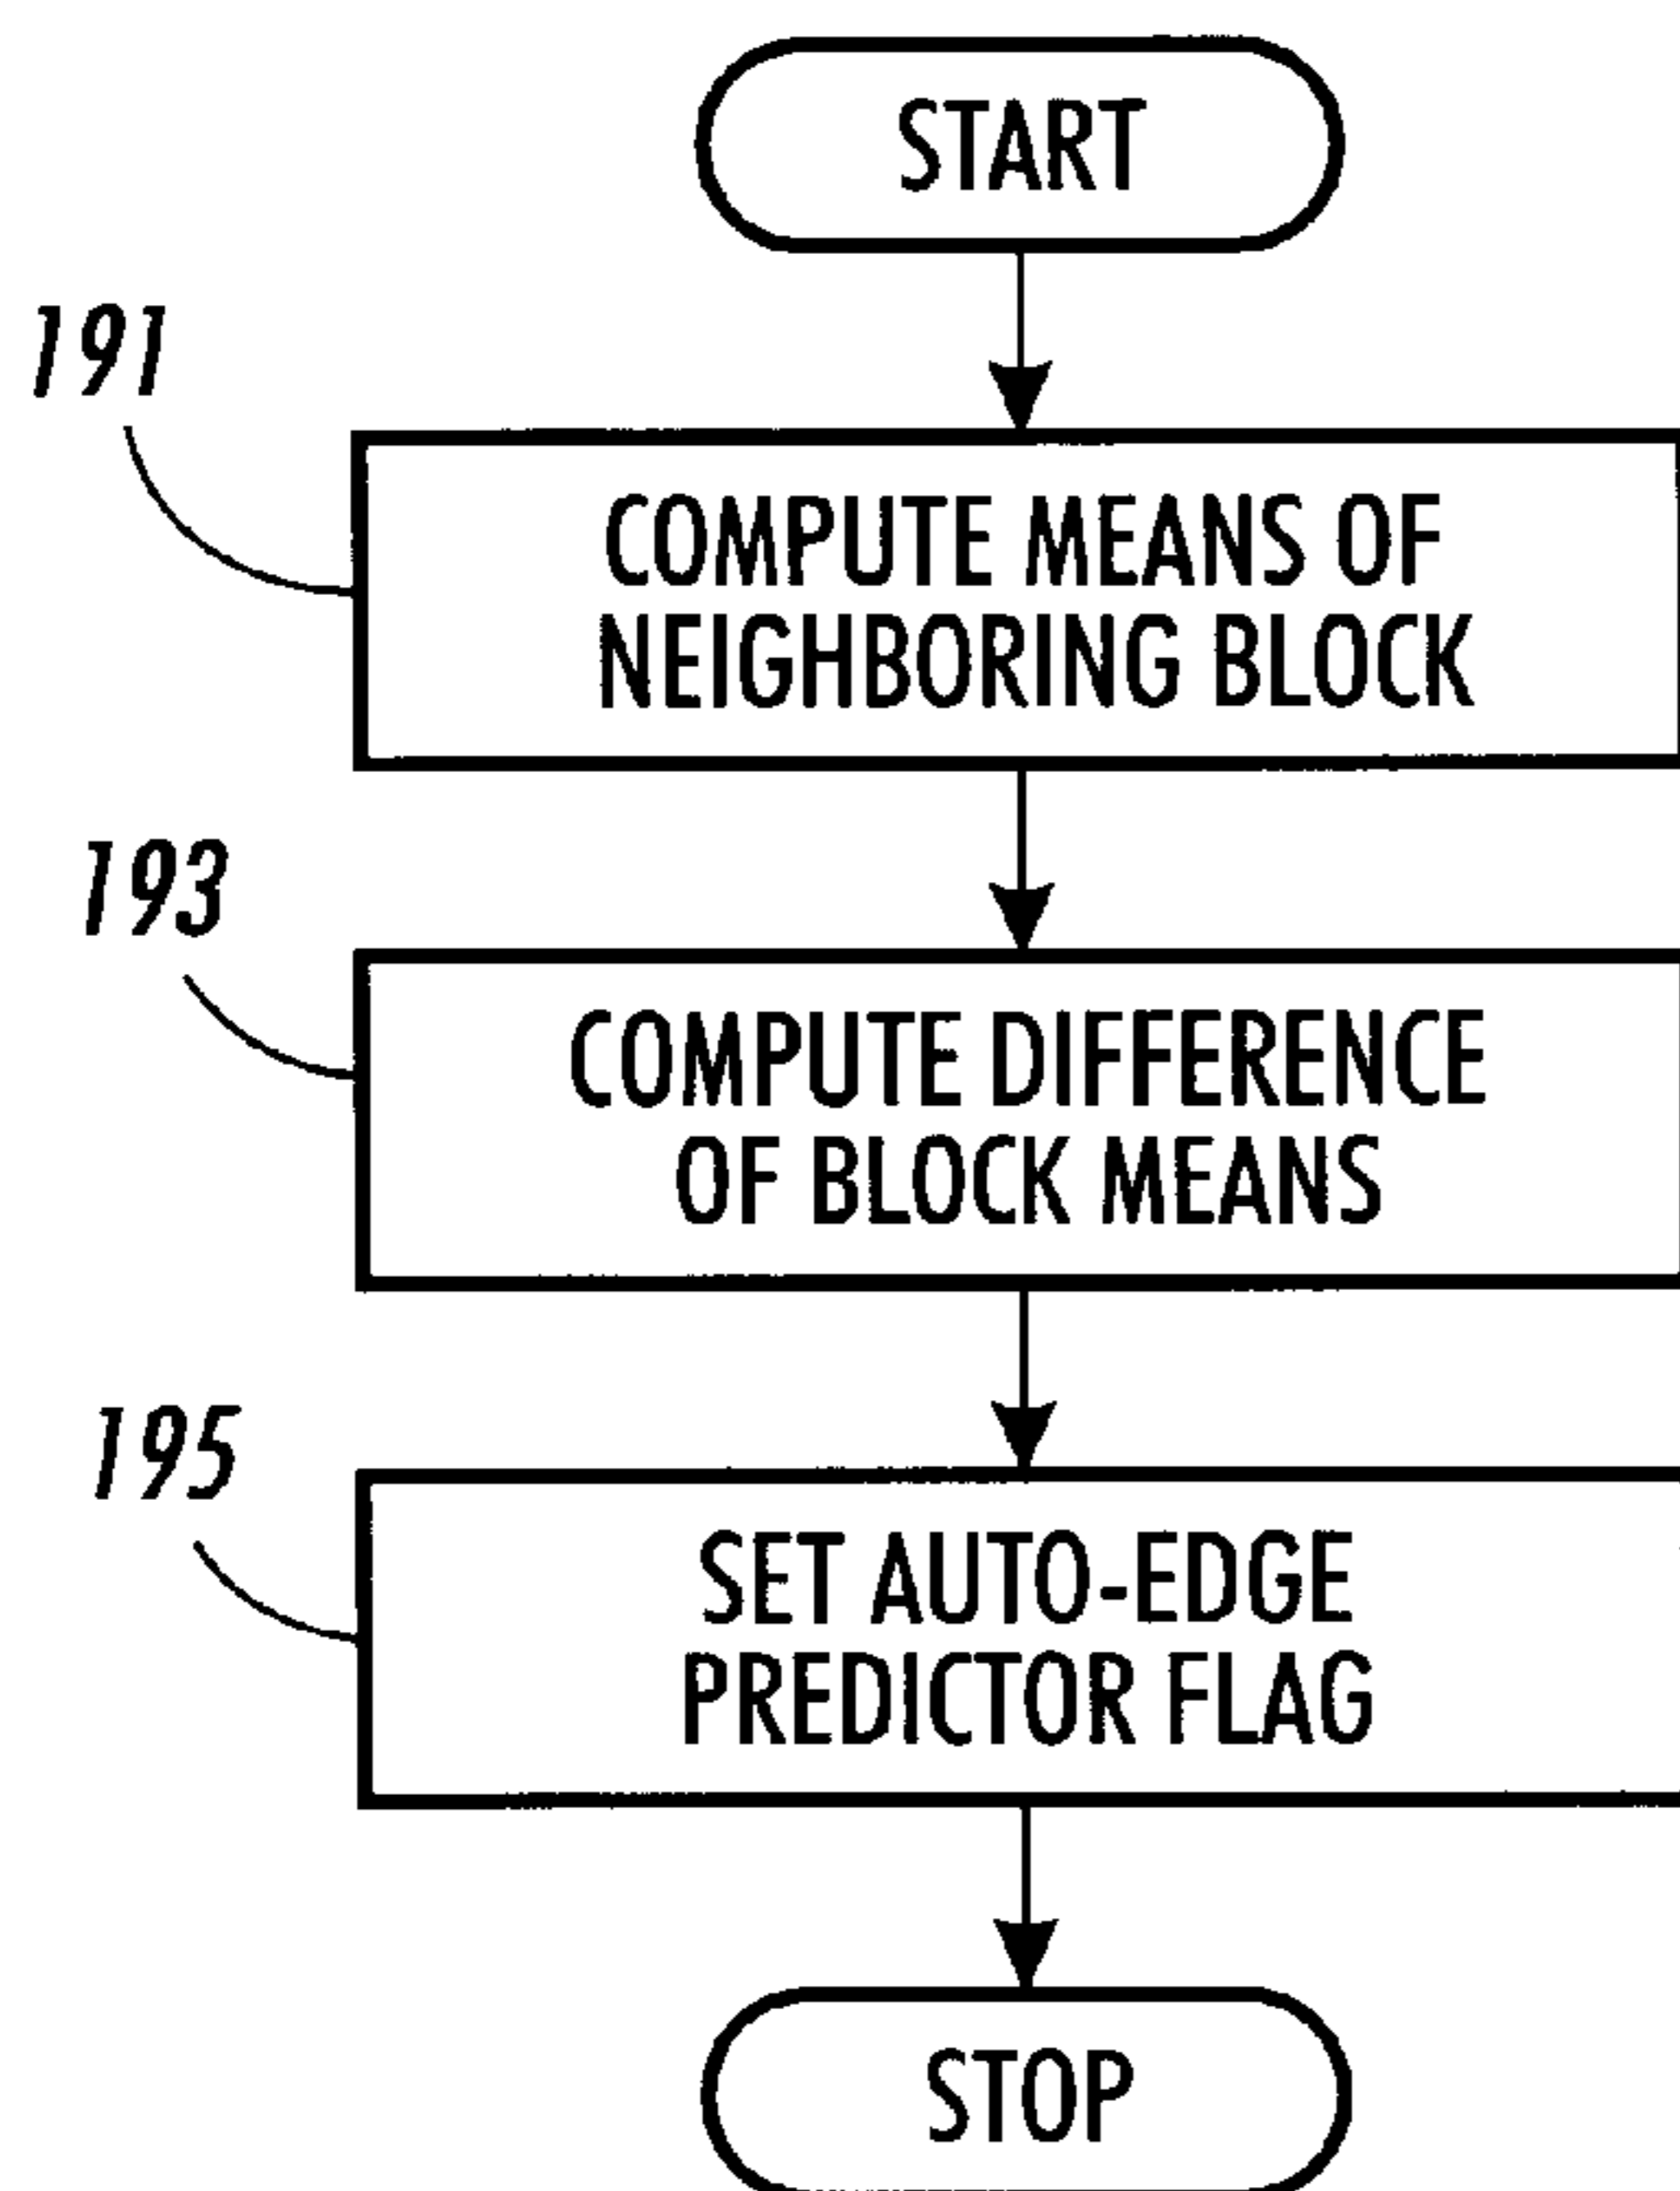 START
191
COMPUTE MEANS OF
NEIGHBORING BLOCK
193
COMPUTE DIFFERENCE
OF BLOCK MEANS
195
SET AUTO-EDGE
PREDICTOR FLAG
STOP